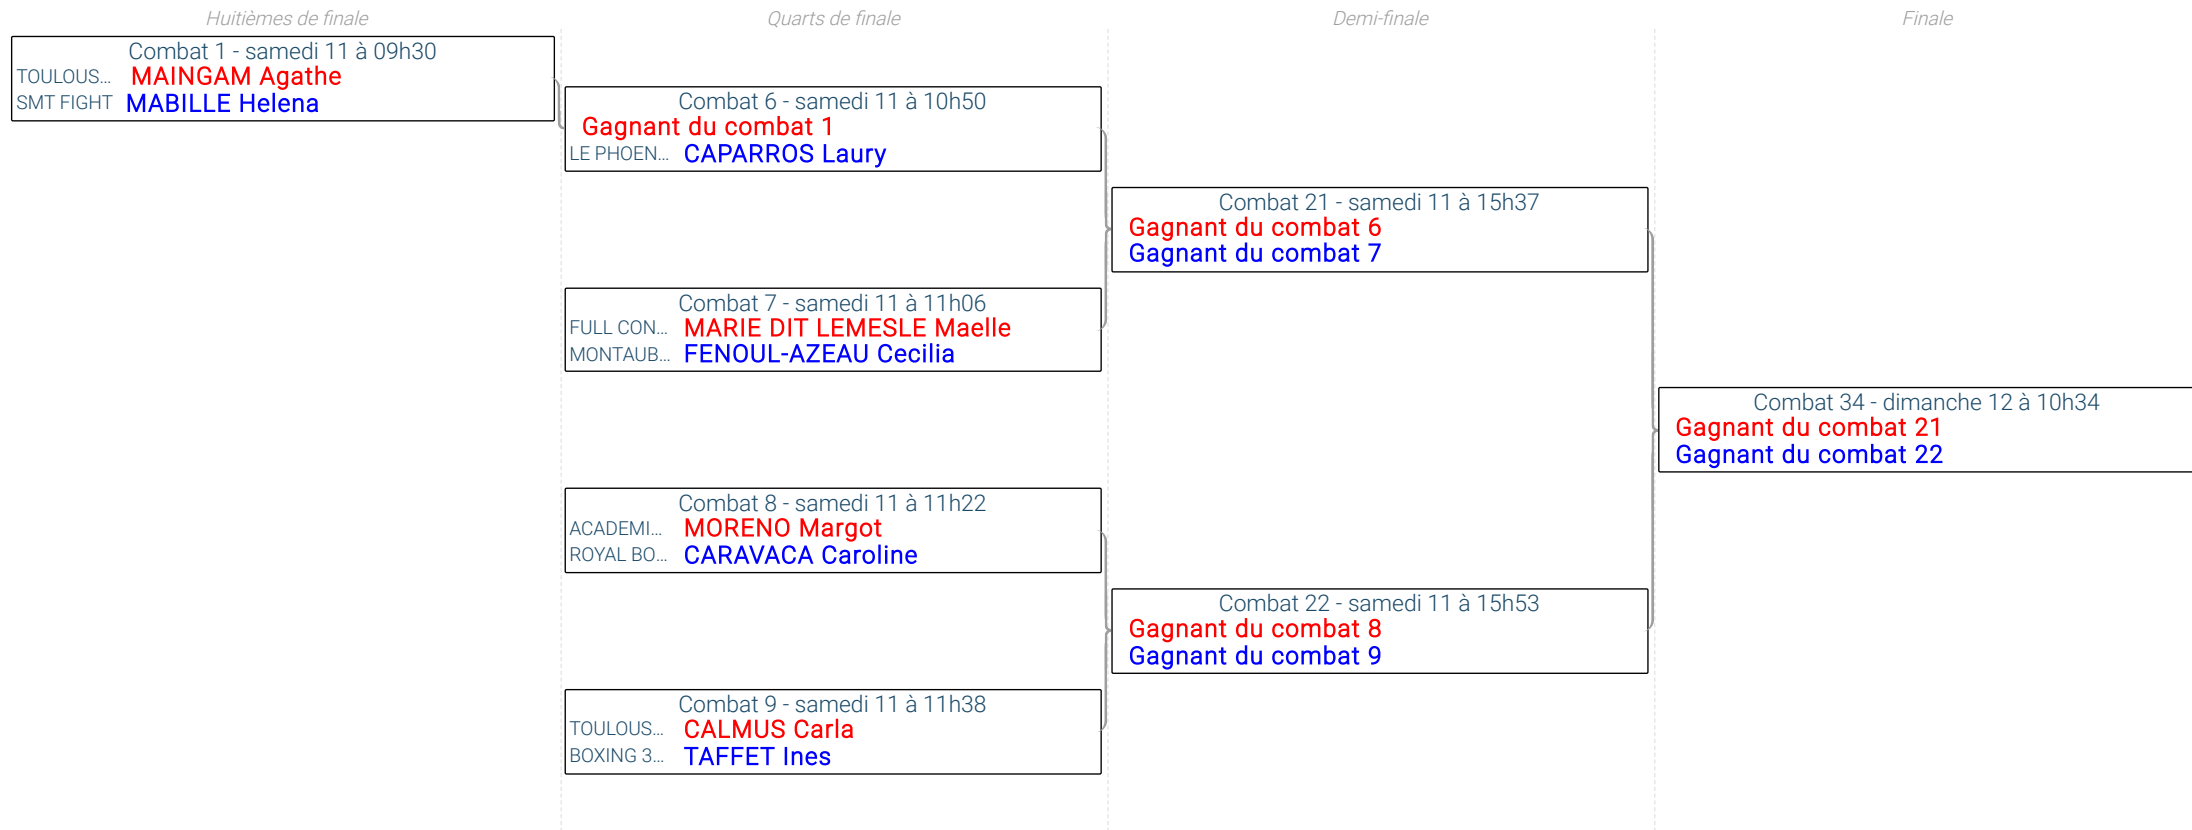 Huitièmes de finale
Quarts de finale
Demi-finale
Finale
Combat 1 - samedi 11 à 09h30
TOULOUS... MAINGAM Agathe
SMT FIGHT MABILLE Helena
Combat 6 - samedi 11 à 10h50
Gagnant du combat 1
LE PHOEN... CAPARROS Laury
Combat 7 - samedi 11 à 11h06
FULL CON... MARIE DIT LEMESLE Maelle
MONTAUB... FENOUL-AZEAU Cecilia
Combat 8 - samedi 11 à 11h22
ACADEMI... MORENO Margot
ROYAL BO... CARAVACA Caroline
Combat 9 - samedi 11 à 11h38
TOULOUS... CALMUS Carla
BOXING 3... TAFFET Ines
Combat 21 - samedi 11 à 15h37
Gagnant du combat 6
Gagnant du combat 7
Combat 22 - samedi 11 à 15h53
Gagnant du combat 8
Gagnant du combat 9
Combat 34 - dimanche 12 à 10h34
Gagnant du combat 21
Gagnant du combat 22